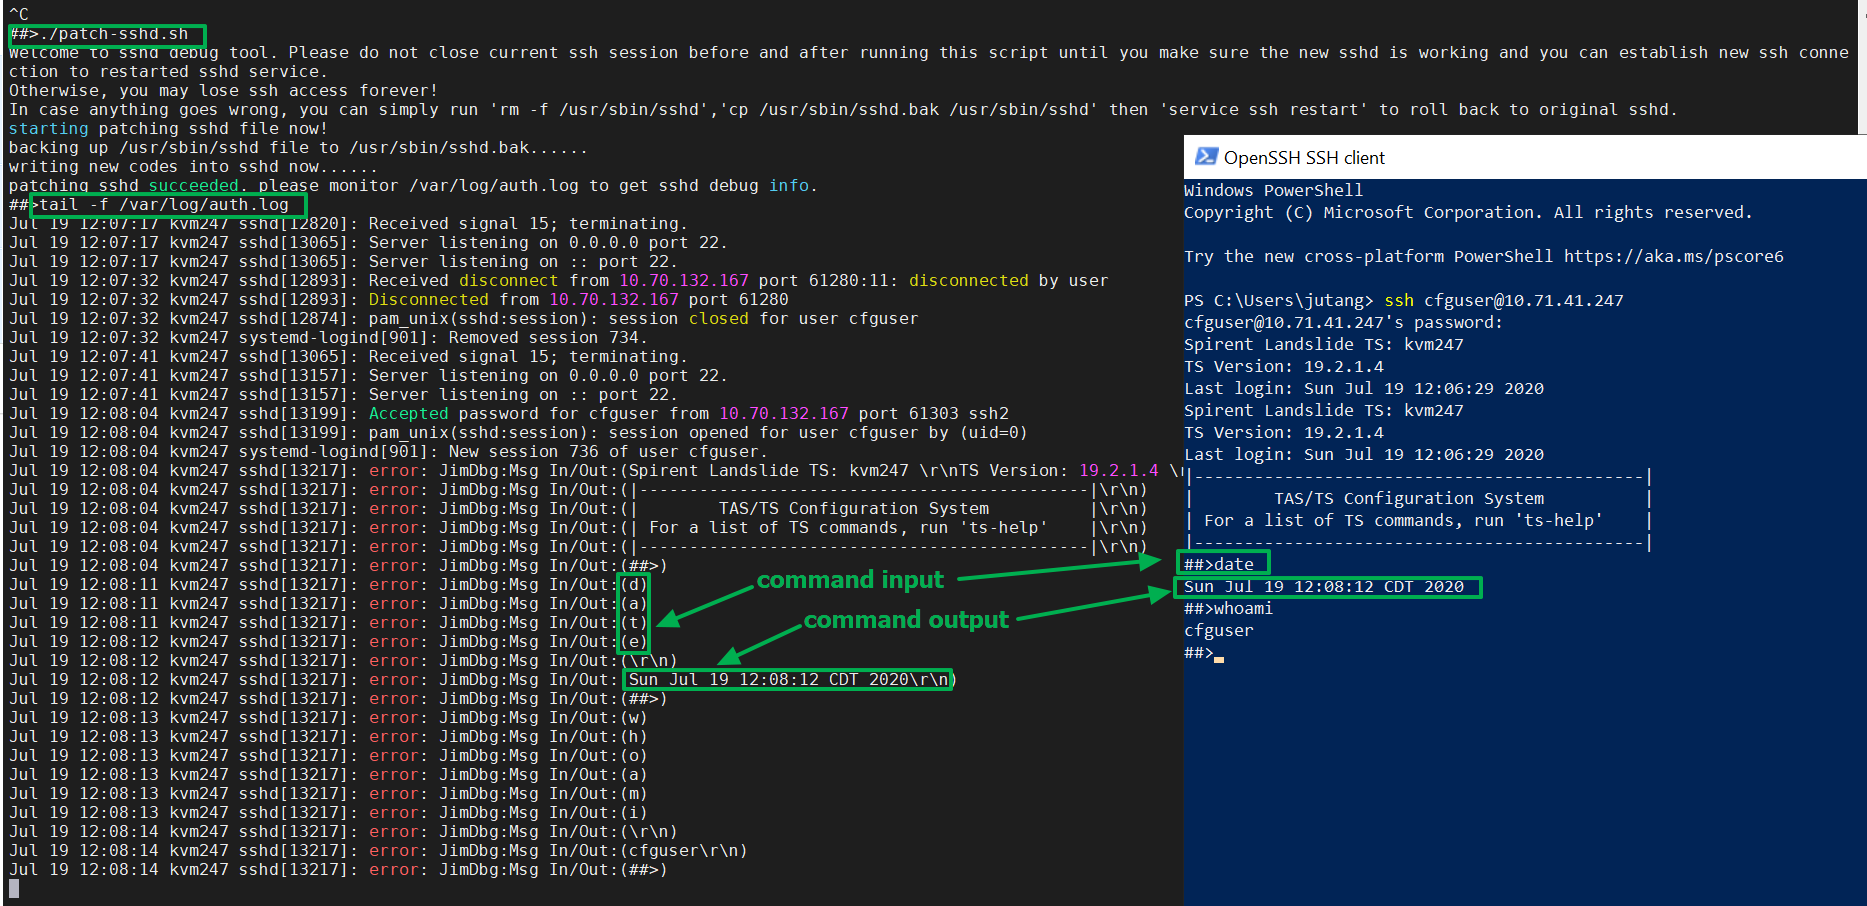 ^C
##>./patch-sshd.sh
Welcome to sshd debug tool. Please do not close current ssh session before and after running this script until you make sure the new sshd is working and you can establish new ssh conne
ction to restarted sshd service.
Otherwise, you may lose ssh access forever!
In case anything goes wrong, you can simply run 'rm -f /usr/sbin/sshd','cp /usr/sbin/sshd.bak /usr/sbin/sshd' then 'service ssh restart' to roll back to original sshd.
starting patching sshd file now!
backing up /usr/sbin/sshd file to /usr/sbin/sshd.bak......
writing new codes into sshd now......
patching sshd succeeded. please monitor /var/log/auth.log to get sshd debug info.
##>tail -f /var/log/auth.log
Jul 19 12:07:17 kvm247 sshd[12820]: Received signal 15; terminating.
Jul 19 12:07:17 kvm247 sshd[13065]: Server listening on 0.0.0.0 port 22.
Jul 19 12:07:17 kvm247 sshd[13065]: Server listening on :: port 22.
Jul 19 12:07:32 kvm247 sshd[12893]: Received disconnect from 10.70.132.167 port 61280:11: disconnected by user
Jul 19 12:07:32 kvm247 sshd[12893]: Disconnected from 10.70.132.167 port 61280
Jul 19 12:07:32 kvm247 sshd[12874]: pam_unix(sshd:session): session closed for user cfguser
Jul 19 12:07:32 kvm247 systemd-logind[901]: Removed session 734.
Jul 19 12:07:41 kvm247 sshd[13065]: Received signal 15; terminating.
Jul 19 12:07:41 kvm247 sshd[13157]: Server listening on 0.0.0.0 port 22.
Jul 19 12:07:41 kvm247 sshd[13157]: Server listening on :: port 22.
Jul 19 12:08:04 kvm247 sshd[13199]: Accepted password for cfguser from 10.70.132.167 port 61303 ssh2
Jul 19 12:08:04 kvm247 sshd[13199]: pam_unix(sshd:session): session opened for user cfguser by (uid=0)
Jul 19 12:08:04 kvm247 systemd-logind[901]: New session 736 of user cfguser.
Jul 19 12:08:04 kvm247 sshd[13217]: error: JimDbg:Msg In/Out:(Spirent Landslide TS: kvm247 \r\nTS Version: 19.2.1.4 \r
Jul 19 12:08:04 kvm247 sshd[13217]: error: JimDbg:Msg In/Out:(|---------------------------------------------|\r\n)
Jul 19 12:08:04 kvm247 sshd[13217]: error: JimDbg:Msg In/Out:(|        TAS/TS Configuration System          |\r\n)
Jul 19 12:08:04 kvm247 sshd[13217]: error: JimDbg:Msg In/Out:(| For a list of TS commands, run 'ts-help'    |\r\n)
Jul 19 12:08:04 kvm247 sshd[13217]: error: JimDbg:Msg In/Out:(|---------------------------------------------|\r\n)
Jul 19 12:08:04 kvm247 sshd[13217]: error: JimDbg:Msg In/Out:(##>)
Jul 19 12:08:11 kvm247 sshd[13217]: error: JimDbg:Msg In/Out:(d)
Jul 19 12:08:11 kvm247 sshd[13217]: error: JimDbg:Msg In/Out:(a)
Jul 19 12:08:11 kvm247 sshd[13217]: error: JimDbg:Msg In/Out:(t)
Jul 19 12:08:12 kvm247 sshd[13217]: error: JimDbg:Msg In/Out:(e)
Jul 19 12:08:12 kvm247 sshd[13217]: error: JimDbg:Msg In/Out:(\r\n)
Jul 19 12:08:12 kvm247 sshd[13217]: error: JimDbg:Msg In/Out:(Sun Jul 19 12:08:12 CDT 2020\r\n)
Jul 19 12:08:12 kvm247 sshd[13217]: error: JimDbg:Msg In/Out:(##>)
Jul 19 12:08:13 kvm247 sshd[13217]: error: JimDbg:Msg In/Out:(w)
Jul 19 12:08:13 kvm247 sshd[13217]: error: JimDbg:Msg In/Out:(h)
Jul 19 12:08:13 kvm247 sshd[13217]: error: JimDbg:Msg In/Out:(o)
Jul 19 12:08:13 kvm247 sshd[13217]: error: JimDbg:Msg In/Out:(a)
Jul 19 12:08:13 kvm247 sshd[13217]: error: JimDbg:Msg In/Out:(m)
Jul 19 12:08:13 kvm247 sshd[13217]: error: JimDbg:Msg In/Out:(i)
Jul 19 12:08:14 kvm247 sshd[13217]: error: JimDbg:Msg In/Out:(\r\n)
Jul 19 12:08:14 kvm247 sshd[13217]: error: JimDbg:Msg In/Out:(cfguser\r\n)
Jul 19 12:08:14 kvm247 sshd[13217]: error: JimDbg:Msg In/Out:(##>)
command input
command output
OpenSSH SSH client
Windows PowerShell
Copyright (C) Microsoft Corporation. All rights reserved.
Try the new cross-platform PowerShell https://aka.ms/pscore6
PS C:\Users\jutang> ssh cfguser@10.71.41.247
cfguser@10.71.41.247's password:
Spirent Landslide TS: kvm247
TS Version: 19.2.1.4
Last login: Sun Jul 19 12:06:29 2020
Spirent Landslide TS: kvm247
TS Version: 19.2.1.4
Last login: Sun Jul 19 12:06:29 2020
|---------------------------------------------|
|        TAS/TS Configuration System          |
| For a list of TS commands, run 'ts-help'    |
|---------------------------------------------|
##>date
Sun Jul 19 12:08:12 CDT 2020
##>whoami
cfguser
##>